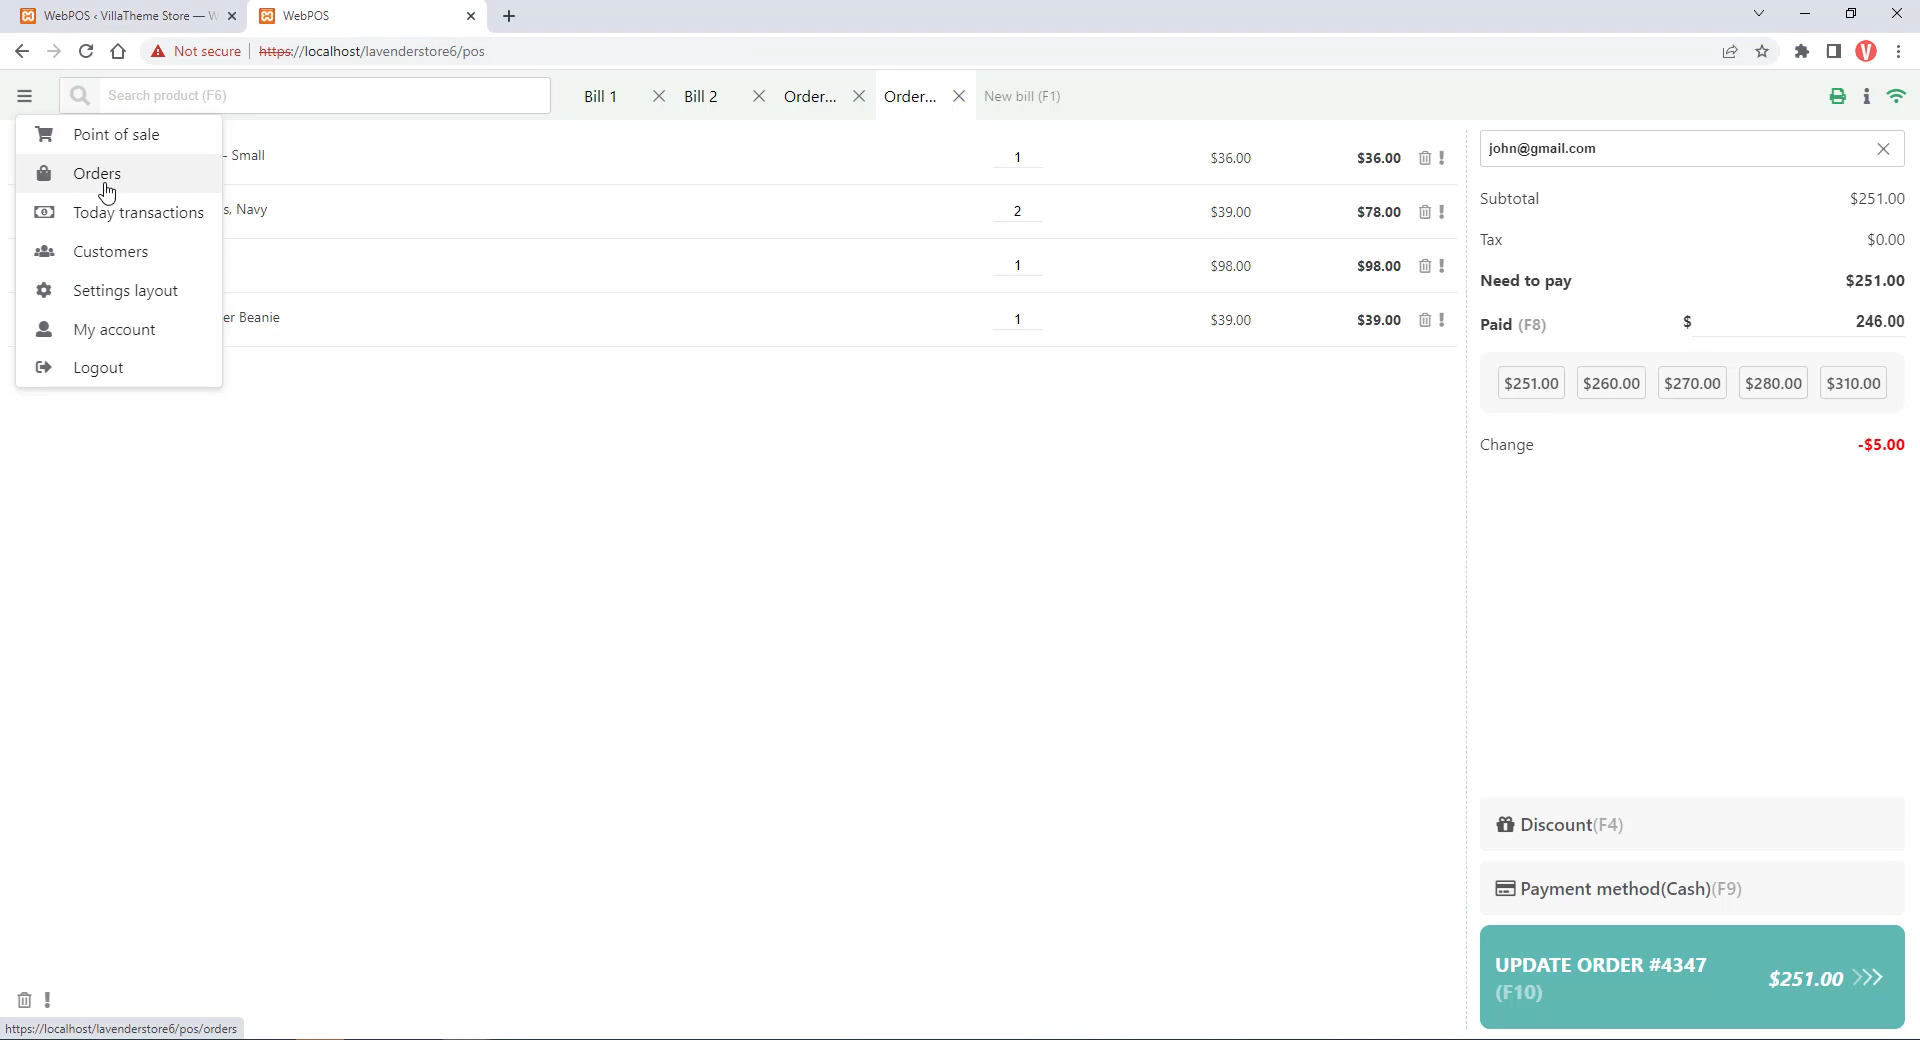 WebPOS ‹ VillaTheme Store — W
WebPOS
Not secure
https://localhost/lavenderstore6/pos
Search product (F6)
Bill 1
Bill 2
Order...
Order...
New bill (F1)
Point of sale
Orders
Today transactions
Customers
Settings layout
My account
Logout
- Small 1 $36.00 $36.00
s, Navy 2 $39.00 $78.00
1 $98.00 $98.00
er Beanie 1 $39.00 $39.00
john@gmail.com
Subtotal $251.00
Tax $0.00
Need to pay $251.00
Paid (F8) $ 246.00
$251.00 $260.00 $270.00 $280.00 $310.00
Change -$5.00
Discount(F4)
Payment method(Cash)(F9)
UPDATE ORDER #4347
(F10)
$251.00
https://localhost/lavenderstore6/pos/orders